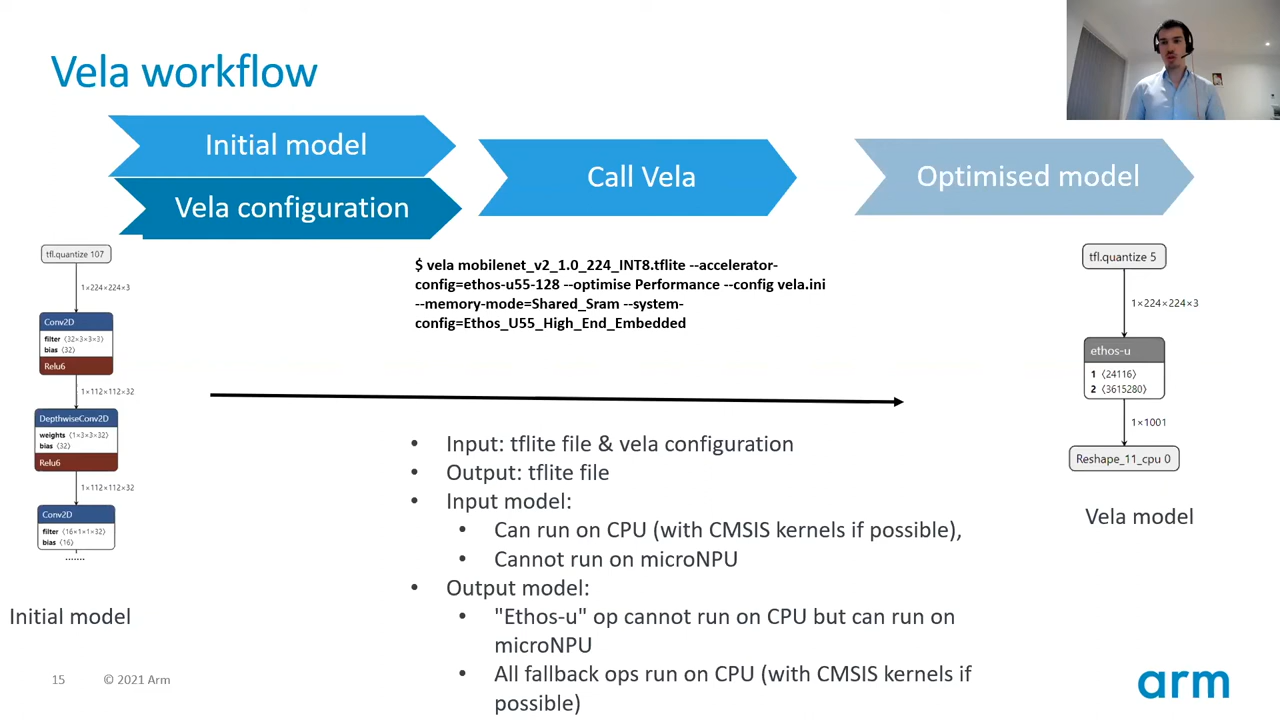 Vela workflow
Initial model
Vela configuration
Call Vela
Optimised model
tfl.quantize 107
1×224×224×3
Conv2D
filter ⟨32×3×3×3⟩
bias ⟨32⟩
Relu6
1×112×112×32
DepthwiseConv2D
weights ⟨1×3×3×32⟩
bias ⟨32⟩
Relu6
1×112×112×32
Conv2D
filter ⟨16×1×1×32⟩
bias ⟨16⟩
.......
Initial model
$ vela mobilenet_v2_1.0_224_INT8.tflite --accelerator-
config=ethos-u55-128 --optimise Performance --config vela.ini
--memory-mode=Shared_Sram --system-
config=Ethos_U55_High_End_Embedded
• Input: tflite file & vela configuration
• Output: tflite file
• Input model:
• Can run on CPU (with CMSIS kernels if possible),
• Cannot run on microNPU
• Output model:
• "Ethos-u" op cannot run on CPU but can run on
microNPU
• All fallback ops run on CPU (with CMSIS kernels if
possible)
tfl.quantize 5
1×224×224×3
ethos-u
1 ⟨24116⟩
2 ⟨3615280⟩
1×1001
Reshape_11_cpu 0
Vela model
15 © 2021 Arm
arm